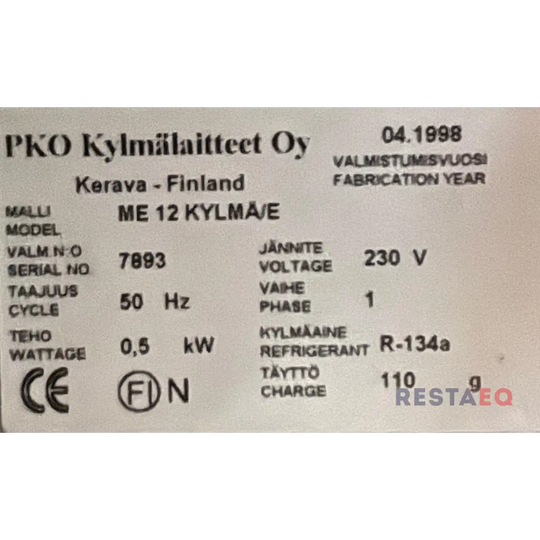 PKO Kylmälaitteet Oy
Kerava - Finland
04.1998
VALMISTUMISVUOSI
FABRICATION YEAR
MALLI
MODEL
ME 12 KYLMÄ/E
VALM.N:O
SERIAL NO
7893
JÄNNITE
VOLTAGE
230 V
TAAJUUS
CYCLE
50 Hz
VAIHE
PHASE
1
TEHO
WATTAGE
0,5 kW
KYLMÄAINE
REFRIGERANT
R-134a
CE
FI N
TÄYTTÖ
CHARGE
110 g
RESTAEQ